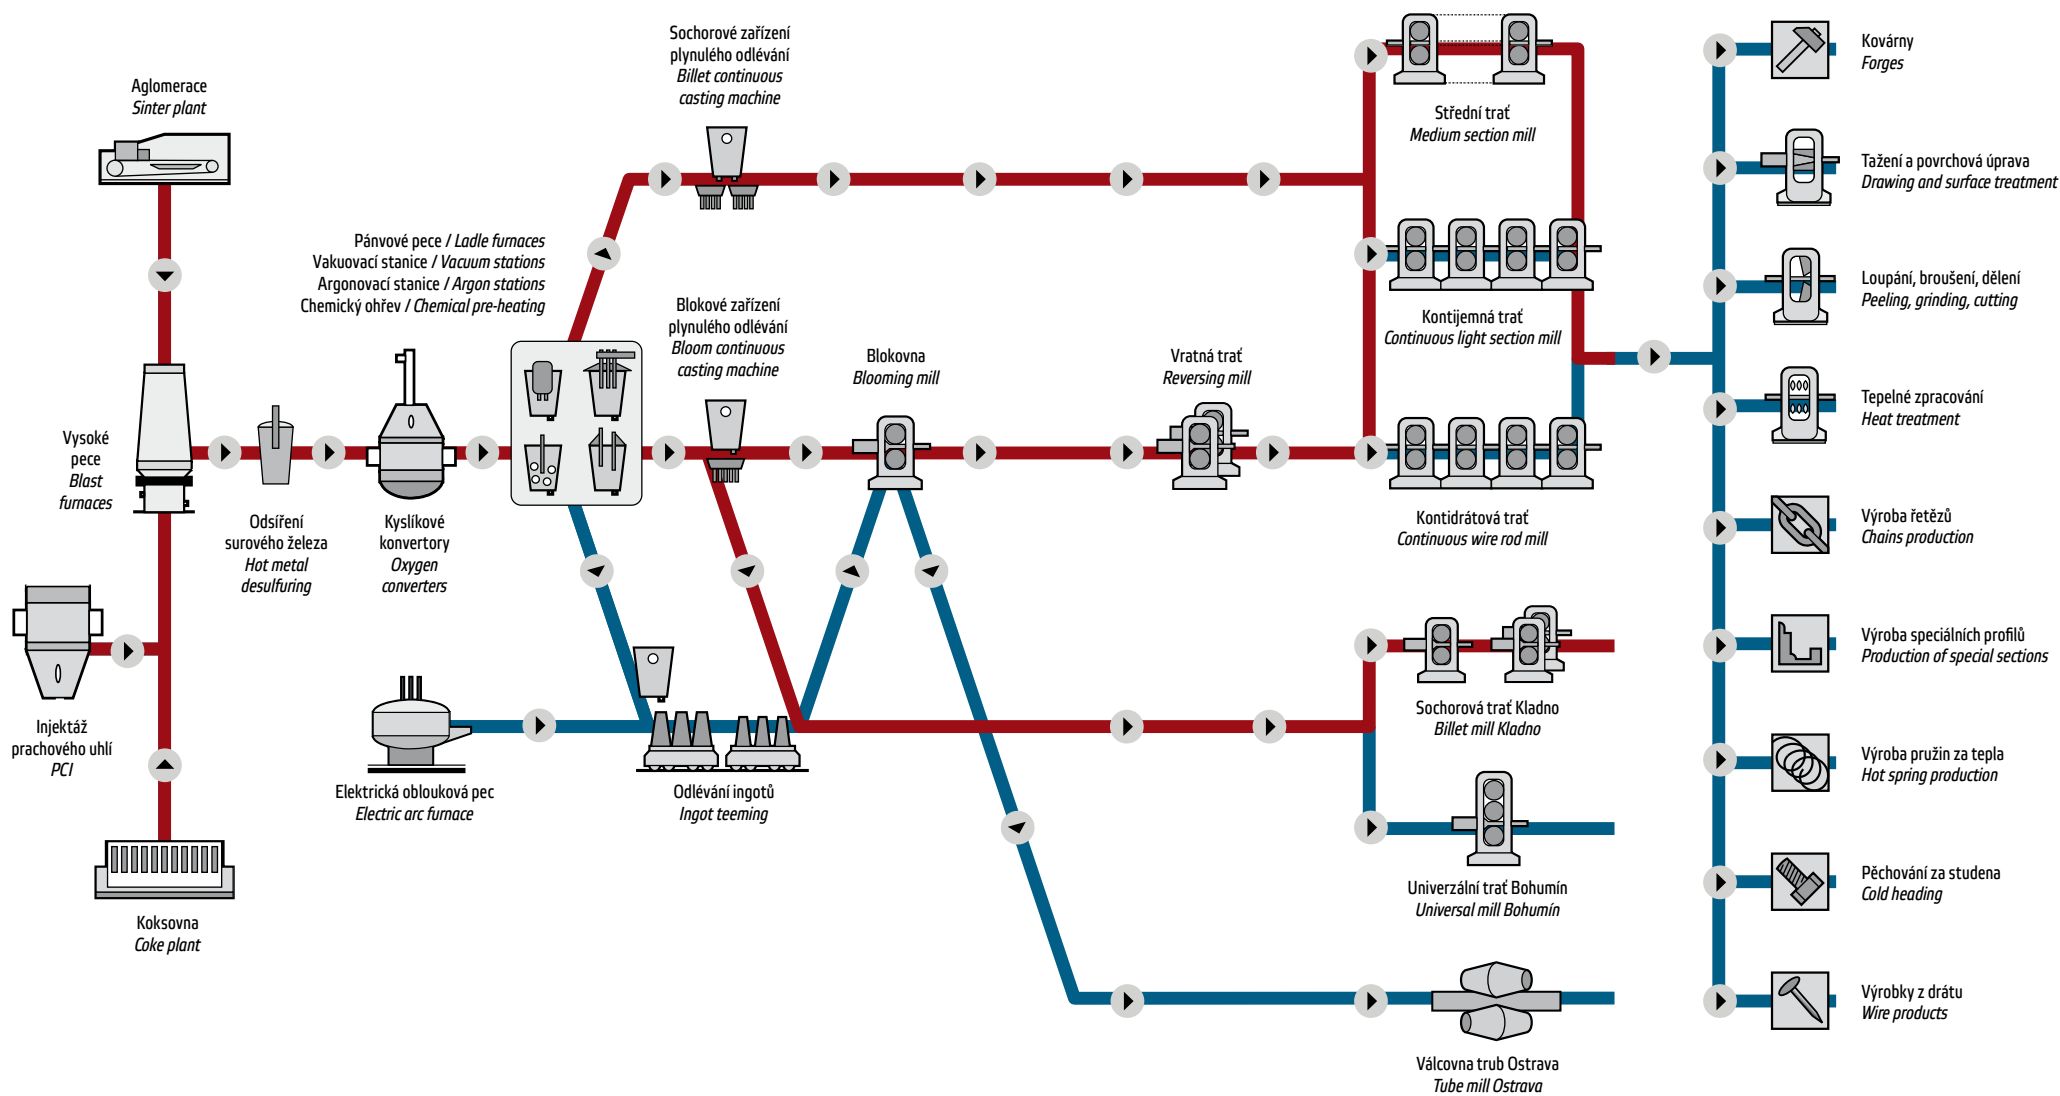 Aglomerace
Sinter plant
Vysoké
pece
Blast
furnaces
Injektáž
prachového uhlí
PCI
Koksovna
Coke plant
Odsíření
surového železa
Hot metal
desulfuring
Kyslíkové
konvertory
Oxygen
converters
Pánvové pece / Ladle furnaces
Vakuovací stanice / Vacuum stations
Argonovací stanice / Argon stations
Chemický ohřev / Chemical pre-heating
Elektrická oblouková pec
Electric arc furnace
Sochorové zařízení
plynulého odlévání
Billet continuous
casting machine
Blokové zařízení
plynulého odlévání
Bloom continuous
casting machine
Odlévání ingotů
Ingot teeming
Blokovna
Blooming mill
Vratná trať
Reversing mill
Střední trať
Medium section mill
Kontijemná trať
Continuous light section mill
Kontidrátová trať
Continuous wire rod mill
Sochorová trať Kladno
Billet mill Kladno
Univerzální trať Bohumín
Universal mill Bohumín
Válcovna trub Ostrava
Tube mill Ostrava
Kovárny
Forges
Tažení a povrchová úprava
Drawing and surface treatment
Loupání, broušení, dělení
Peeling, grinding, cutting
Tepelné zpracování
Heat treatment
Výroba řetězů
Chains production
Výroba speciálních profilů
Production of special sections
Výroba pružin za tepla
Hot spring production
Pěchování za studena
Cold heading
Výrobky z drátu
Wire products